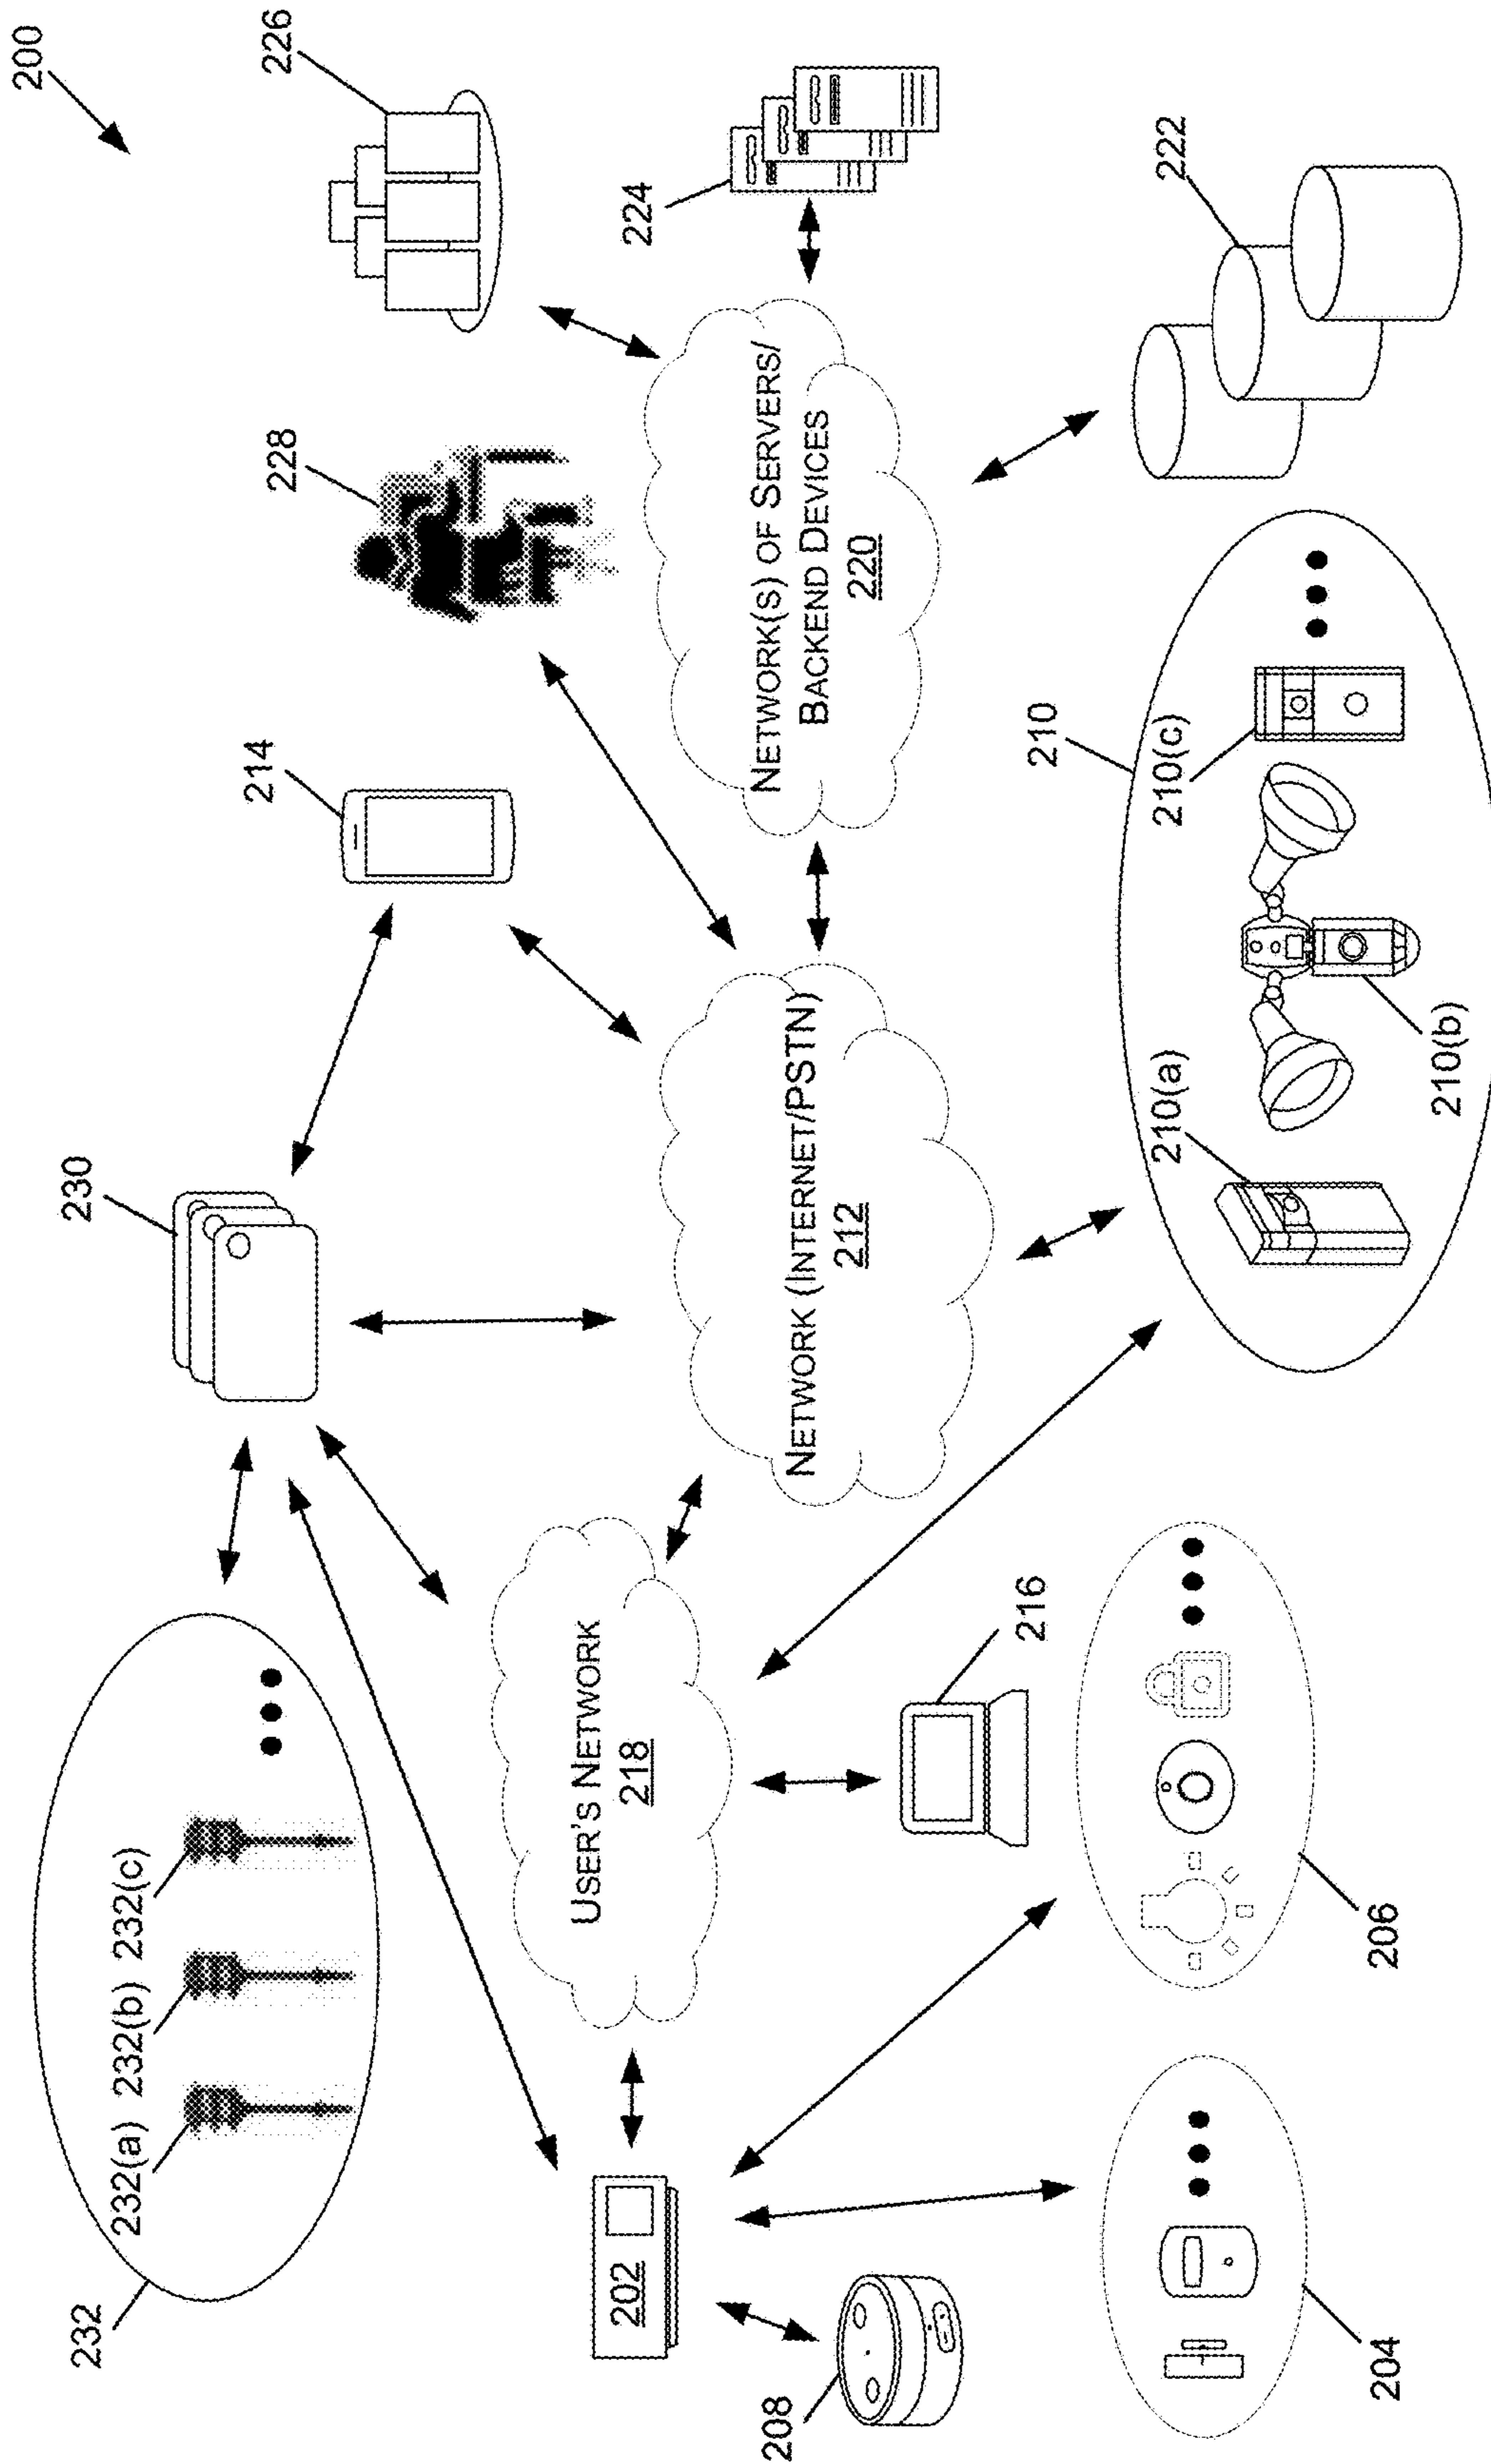 200
226
228
224
214
230
232
232(a)
232(b)
232(c)
NETWORK(S) OF SERVERS/
BACKEND DEVICES
220
222
NETWORK (INTERNET/PSTN)
212
USER'S NETWORK
218
202
208
216
210
210(a)
210(b)
210(c)
206
204